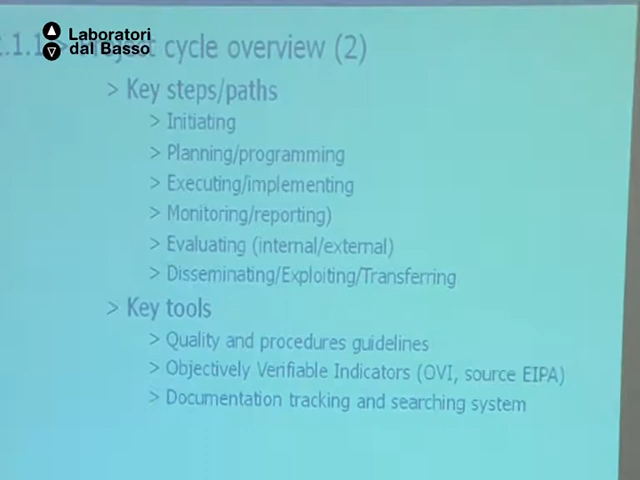 Laboratori
dal Basso
cycle overview (2)
> Key steps/paths
> Initiating
> Planning/programming
> Executing/implementing
> Monitoring/reporting)
> Evaluating (internal/external)
> Disseminating/Exploiting/Transferring
> Key tools
> Quality and procedures guidelines
> Objectively Verifiable Indicators (OVI, source EIPA)
> Documentation tracking and searching system